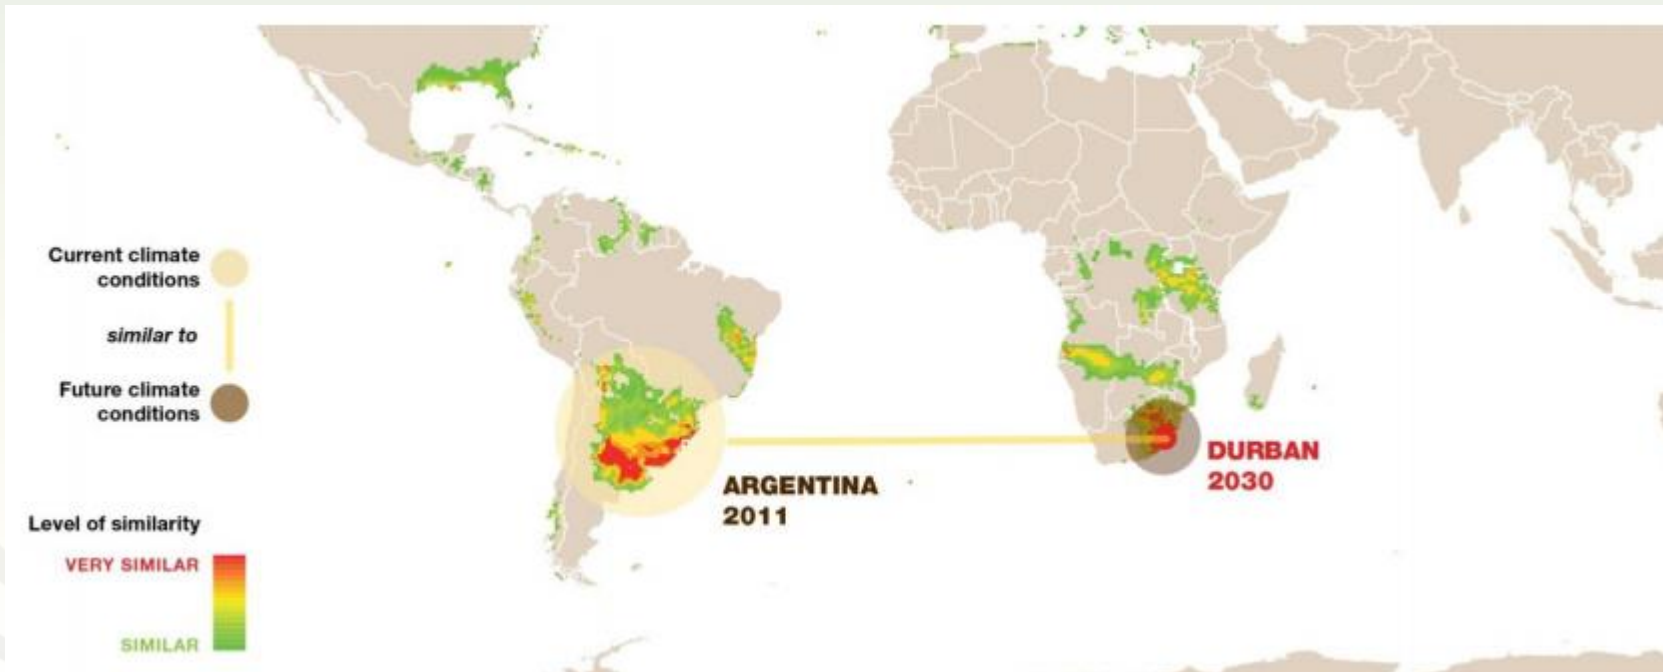 Current climate
conditions
similar to
Future climate
conditions
Level of similarity
VERY SIMILAR
SIMILAR
ARGENTINA
2011
DURBAN
2030